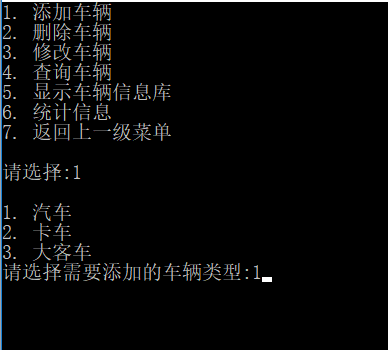 1. 添加车辆
2. 删除车辆
3. 修改车辆
4. 查询车辆
5. 显示车辆信息库
6. 统计信息
7. 返回上一级菜单
请选择:1
1. 汽车
2. 卡车
3. 大客车
请选择需要添加的车辆类型:1